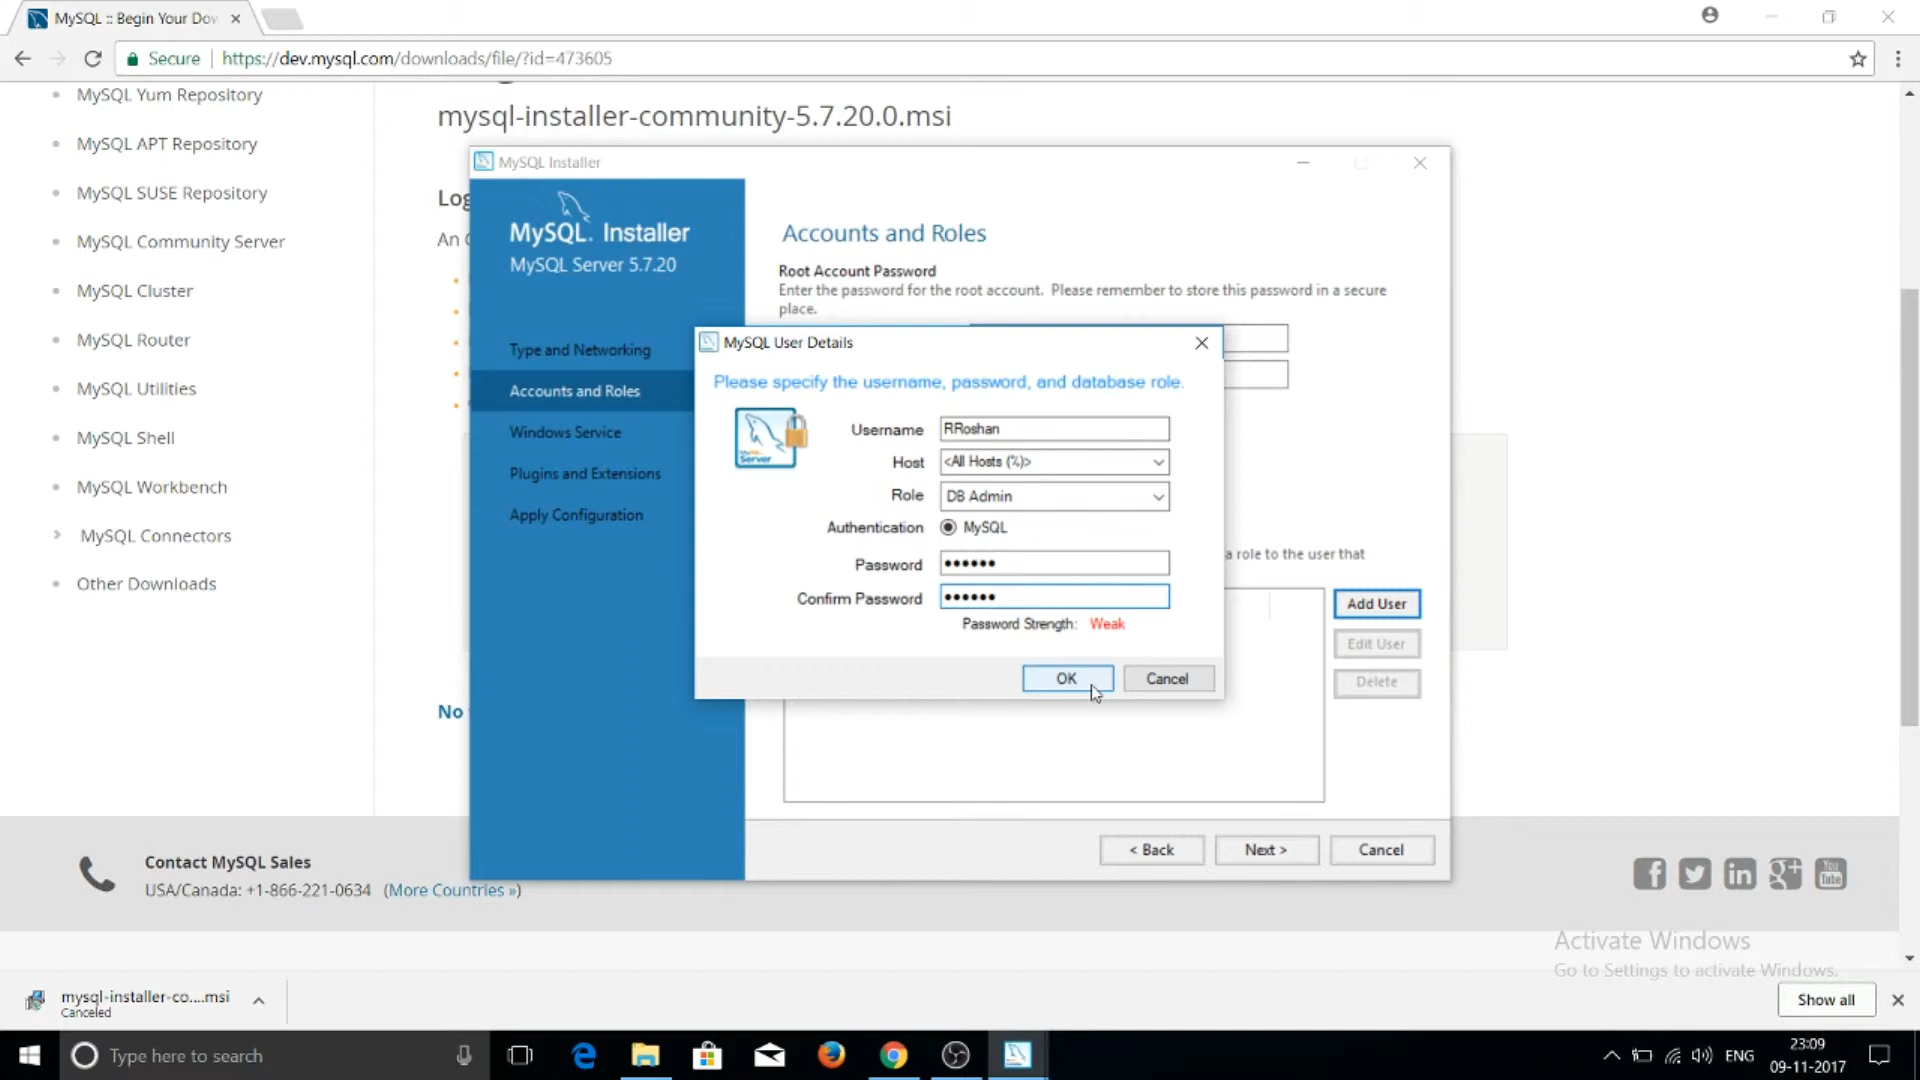 MySQL :: Begin Your Dow
Secure
https://dev.mysql.com/downloads/file/?id=473605
MySQL Yum Repository
MySQL APT Repository
MySQL SUSE Repository
MySQL Community Server
MySQL Cluster
MySQL Router
MySQL Utilities
MySQL Shell
MySQL Workbench
MySQL Connectors
Other Downloads
mysql-installer-community-5.7.20.0.msi
Log
An O
No
MySQL Installer
MySQL. Installer
MySQL Server 5.7.20
Type and Networking
Accounts and Roles
Windows Service
Plugins and Extensions
Apply Configuration
Accounts and Roles
Root Account Password
Enter the password for the root account. Please remember to store this password in a secure
place.
MySQL User Details
Please specify the username, password, and database role.
Server
Username RRoshan
Host <All Hosts (%)>
Role DB Admin
Authentication MySQL
Password ••••••
Confirm Password ••••••
Password Strength: Weak
OK Cancel
a role to the user that
Add User
Edit User
Delete
< Back Next > Cancel
Contact MySQL Sales
USA/Canada: +1-866-221-0634 (More Countries »)
You
Tube
Activate Windows
Go to Settings to activate Windows.
mysql-installer-co....msi
Canceled
Show all
Type here to search
ENG
23:09
09-11-2017